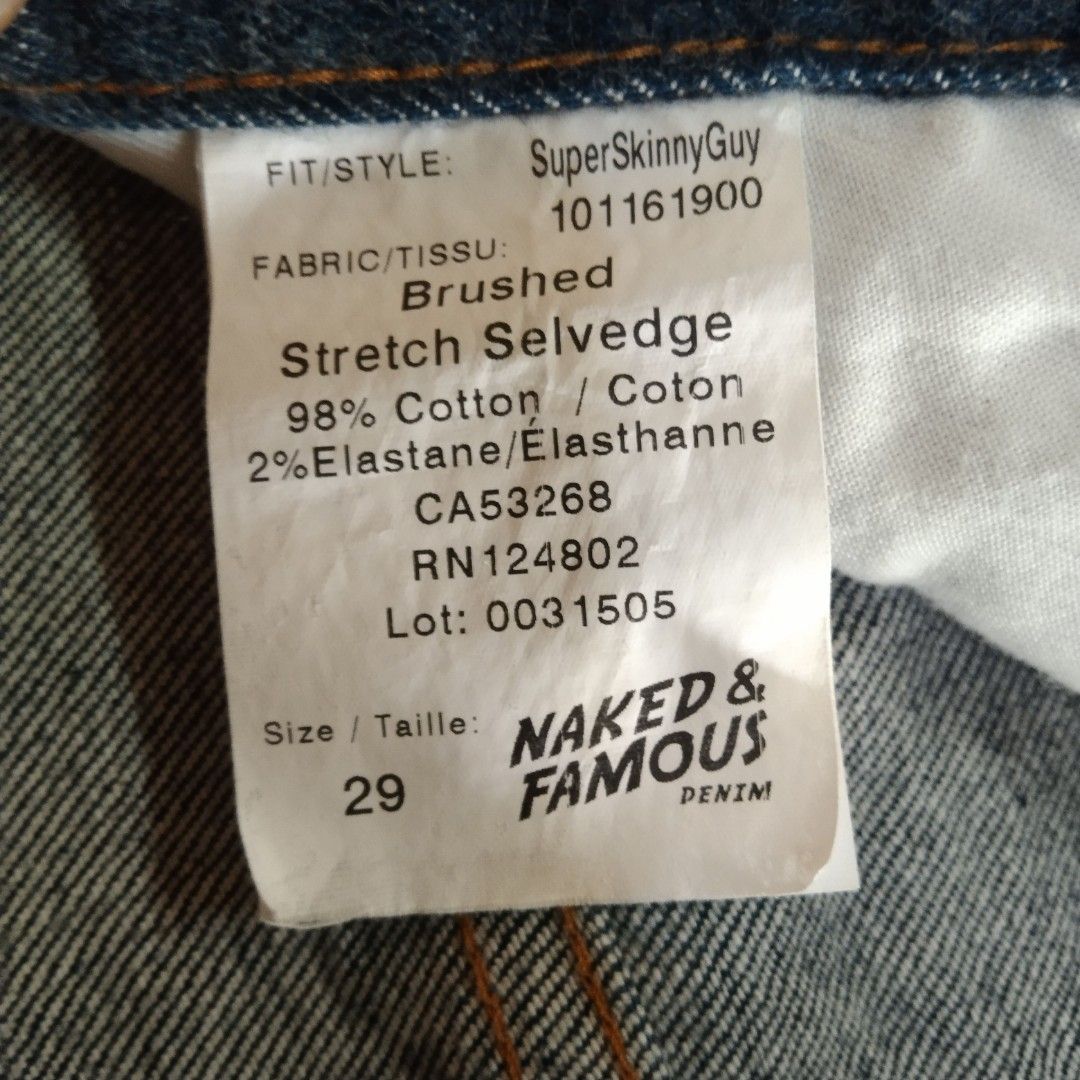 FIT/STYLE: SuperSkinnyGuy
101161900
FABRIC/TISSU:
Brushed
Stretch Selvedge
98% Cotton / Coton
2%Elastane/Élasthanne
CA53268
RN124802
Lot: 0031505
Size / Taille:
29
NAKED &
FAMOUS
DENIM